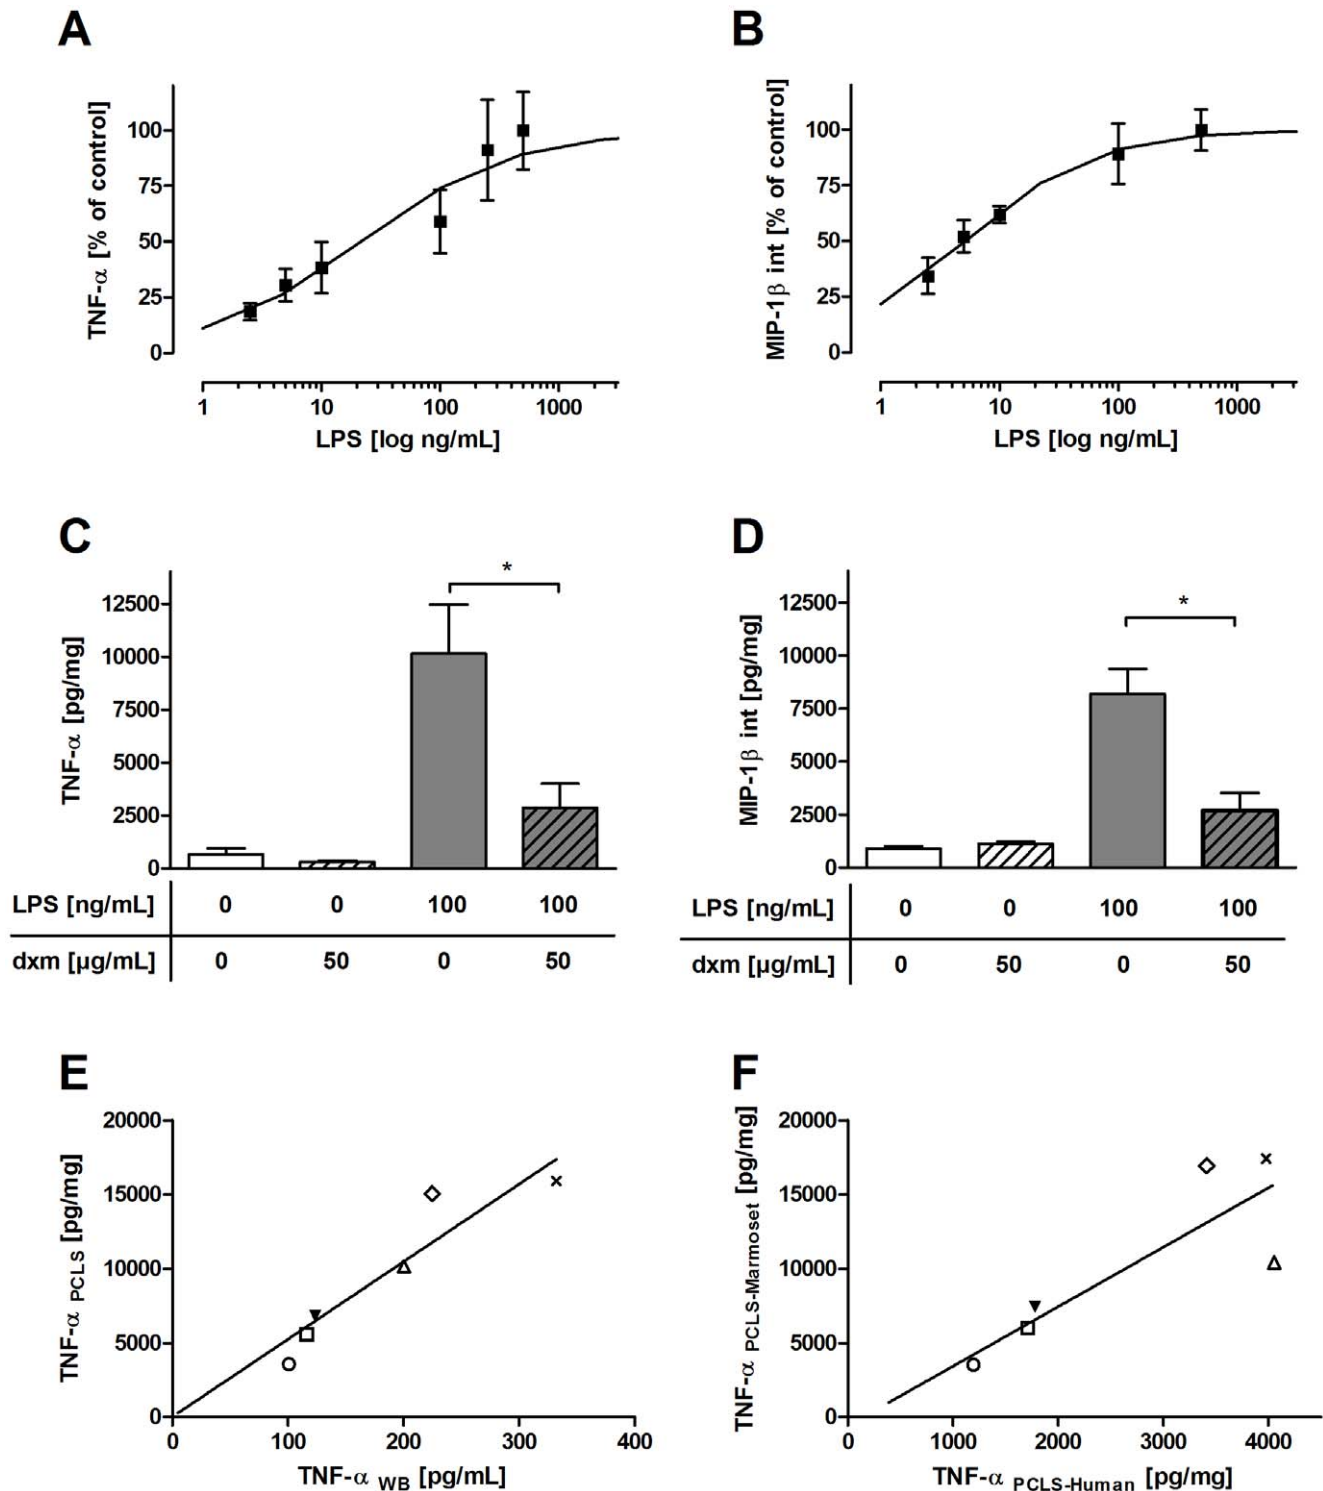 A
TNF-α [% of control]
100
75
50
25
0
1 10 100 1000
LPS [log ng/mL]
B
MIP-1β int [% of control]
100
75
50
25
0
1 10 100 1000
LPS [log ng/mL]
C
TNF-α [pg/mg]
12500
10000
7500
5000
2500
0
*
LPS [ng/mL] 0 0 100 100
dxm [µg/mL] 0 50 0 50
D
MIP-1β int [pg/mg]
12500
10000
7500
5000
2500
0
*
LPS [ng/mL] 0 0 100 100
dxm [µg/mL] 0 50 0 50
E
TNF-α PCLS [pg/mg]
20000
15000
10000
5000
0
0 100 200 300 400
TNF-α WB [pg/mL]
F
TNF-α PCLS-Marmoset [pg/mg]
20000
15000
10000
5000
0
0 1000 2000 3000 4000
TNF-α PCLS-Human [pg/mg]